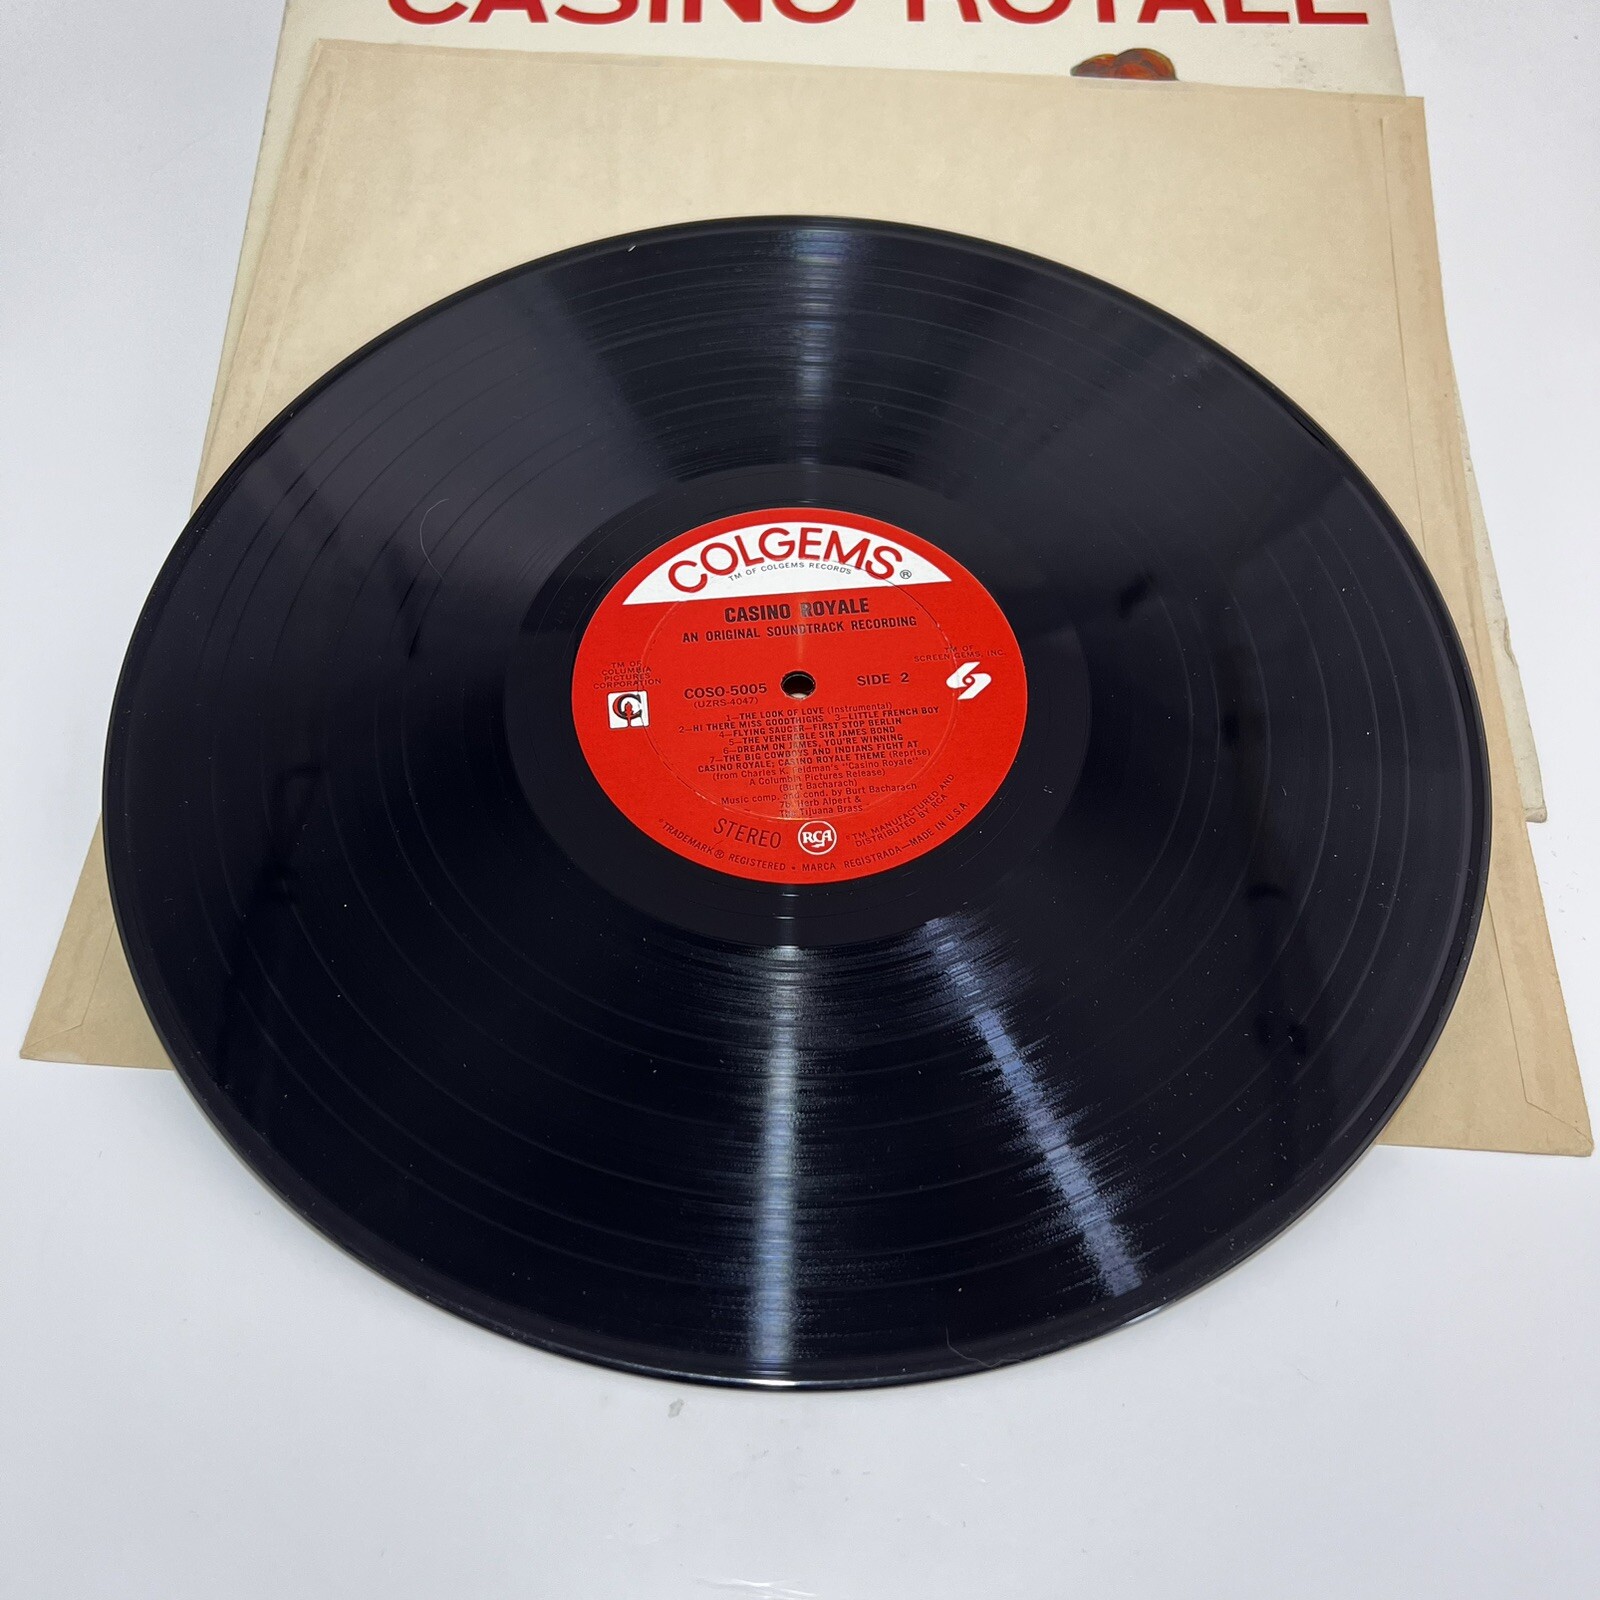 CASINO ROYALE
COLGEMS®
TM OF COLGEMS RECORDS
CASINO ROYALE
AN ORIGINAL SOUNDTRACK RECORDING
TM OF
COLUMBIA
PICTURES
CORPORATION
TM OF
SCREEN GEMS, INC.
COSO-5005
SIDE 2
(UZRS-4047)
1—THE LOOK OF LOVE (Instrumental)
2—HI THERE MISS GOODTHIGHS 3—LITTLE FRENCH BOY
4—FLYING SAUCER—FIRST STOP BERLIN
5—THE VENERABLE SIR JAMES BOND
6—DREAM ON JAMES, YOU'RE WINNING
7—THE BIG COWBOYS AND INDIANS FIGHT AT
CASINO ROYALE; CASINO ROYALE THEME (Reprise)
(from Charles K. Feldman's "Casino Royale"
A Columbia Pictures Release)
(Burt Bacharach)
Music comp. and cond. by Burt Bacharach
7b Herb Alpert &
The Tijuana Brass
STEREO
RCA
®TM MANUFACTURED AND
DISTRIBUTED BY RCA
*TRADEMARK® REGISTERED • MARCA REGISTRADA—MADE IN U.S.A.